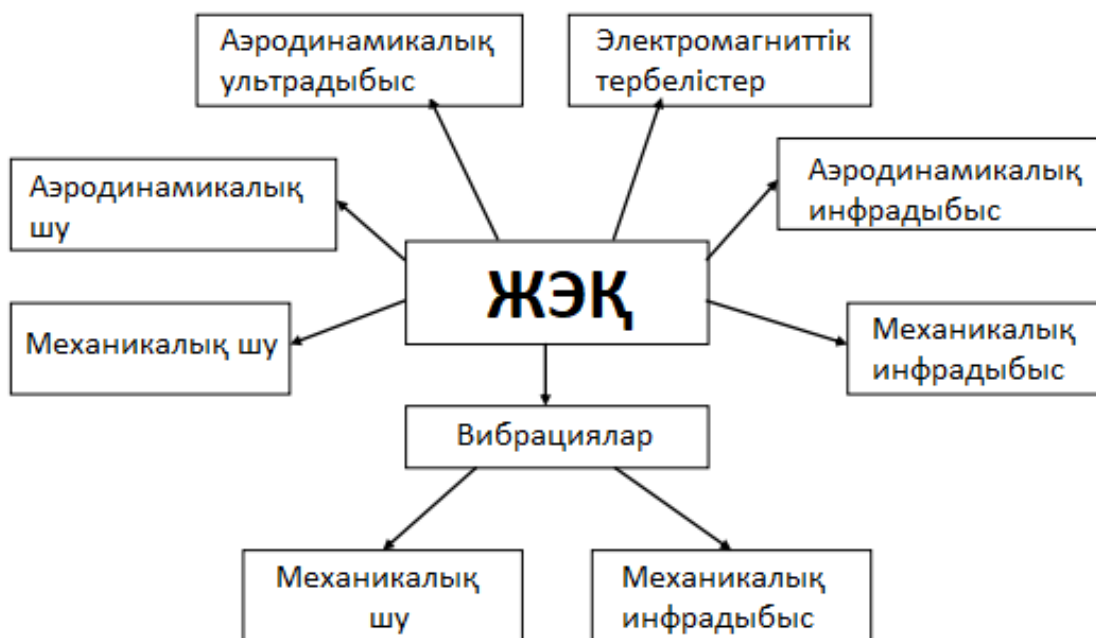 Аэродинамикалық
ультрадыбыс
Электромагниттік
тербелістер
Аэродинамикалық
шу
Аэродинамикалық
инфрадыбыс
ЖЭҚ
Механикалық шу
Механикалық
инфрадыбыс
Вибрациялар
Механикалық
шу
Механикалық
инфрадыбыс